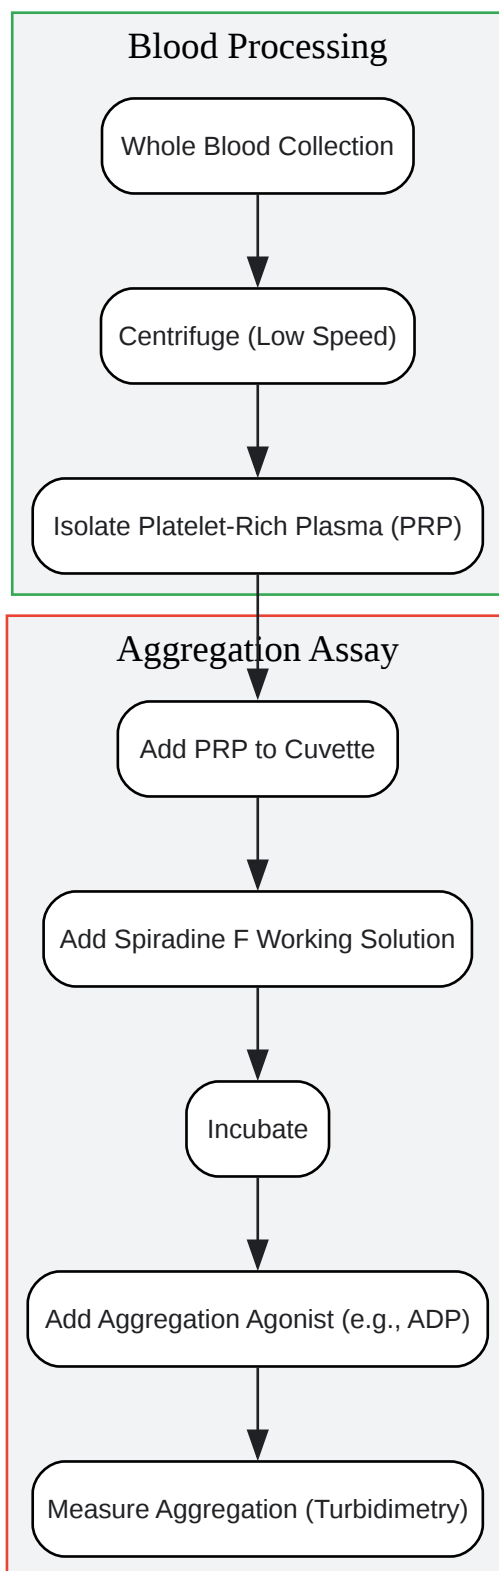 Blood Processing
Whole Blood Collection
Centrifuge (Low Speed)
Isolate Platelet-Rich Plasma (PRP)
Aggregation Assay
Add PRP to Cuvette
Add Spiradine F Working Solution
Incubate
Add Aggregation Agonist (e.g., ADP)
Measure Aggregation (Turbidimetry)